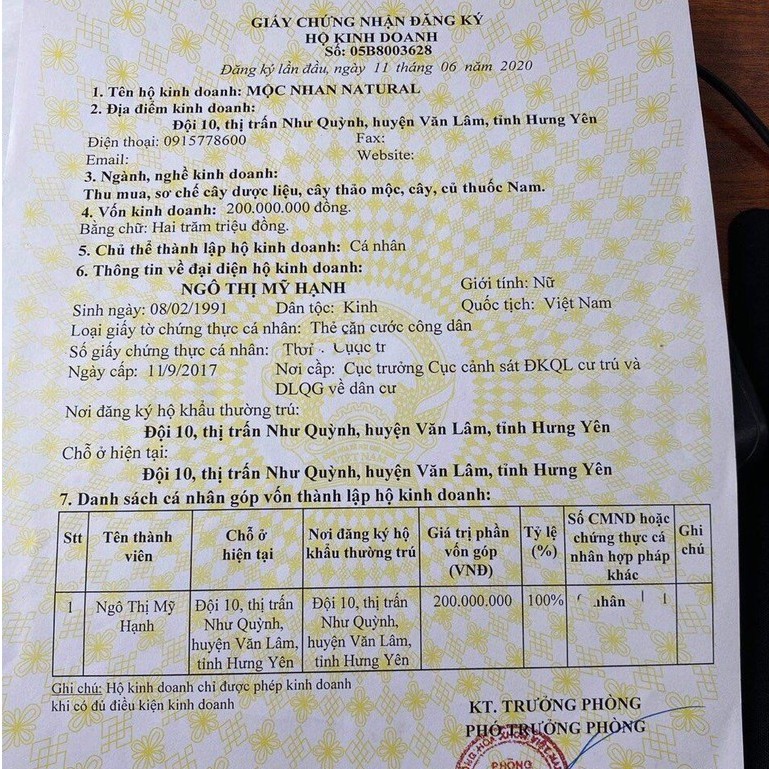 GIẤY CHỨNG NHẬN ĐĂNG KÝ
HỘ KINH DOANH
Số: 05B8003628
Đăng ký lần đầu, ngày 11 tháng 06 năm 2020
1. Tên hộ kinh doanh: MỘC NHAN NATURAL
2. Địa điểm kinh doanh:
Đội 10, thị trấn Như Quỳnh, huyện Văn Lâm, tỉnh Hưng Yên
Điện thoại: 0915778600 Fax:
Email: Website:
3. Ngành, nghề kinh doanh:
Thu mua, sơ chế cây dược liệu, cây thảo mộc, cây, củ thuốc Nam.
4. Vốn kinh doanh: 200.000.000 đồng.
Bằng chữ: Hai trăm triệu đồng.
5. Chủ thể thành lập hộ kinh doanh: Cá nhân
6. Thông tin về đại diện hộ kinh doanh:
NGÔ THỊ MỸ HẠNH Giới tính: Nữ
Sinh ngày: 08/02/1991 Dân tộc: Kinh Quốc tịch: Việt Nam
Loại giấy tờ chứng thực cá nhân: Thẻ căn cước công dân
Số giấy chứng thực cá nhân:
Ngày cấp: 11/9/2017 Nơi cấp: Cục trưởng Cục cảnh sát ĐKQL cư trú và
DLQG về dân cư
Nơi đăng ký hộ khẩu thường trú:
Đội 10, thị trấn Như Quỳnh, huyện Văn Lâm, tỉnh Hưng Yên
Chỗ ở hiện tại:
Đội 10, thị trấn Như Quỳnh, huyện Văn Lâm, tỉnh Hưng Yên
7. Danh sách cá nhân góp vốn thành lập hộ kinh doanh:
Stt Tên thành viên Chỗ ở hiện tại Nơi đăng ký hộ khẩu thường trú Giá trị phần vốn góp (VNĐ) Tỷ lệ (%) Số CMND hoặc chứng thực cá nhân hợp pháp khác Ghi chú
1 Ngô Thị Mỹ Hạnh Đội 10, thị trấn Như Quỳnh, huyện Văn Lâm, tỉnh Hưng Yên Đội 10, thị trấn Như Quỳnh, huyện Văn Lâm, tỉnh Hưng Yên 200.000.000 100%
Ghi chú: Hộ kinh doanh chỉ được phép kinh doanh
khi có đủ điều kiện kinh doanh
KT. TRƯỞNG PHÒNG
PHÓ TRƯỞNG PHÒNG
PHÒNG